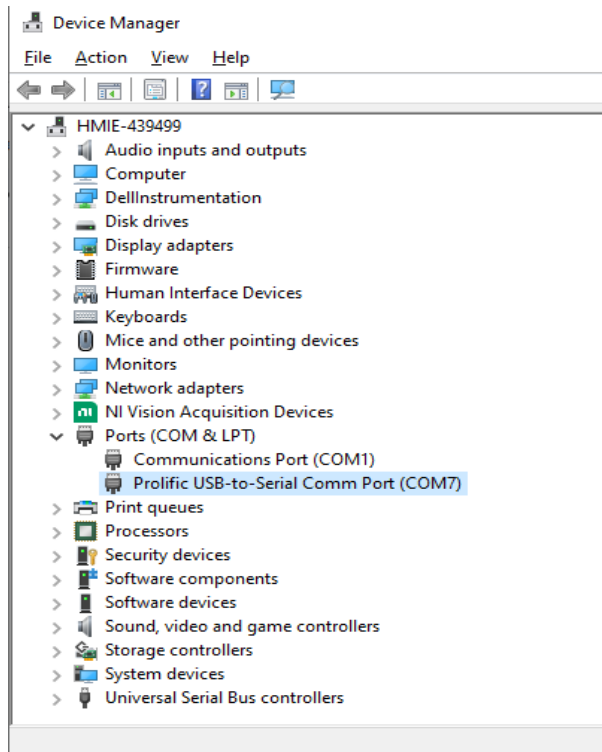 Device Manager
File Action View Help
HMIE-439499
Audio inputs and outputs
Computer
DellInstrumentation
Disk drives
Display adapters
Firmware
Human Interface Devices
Keyboards
Mice and other pointing devices
Monitors
Network adapters
NI Vision Acquisition Devices
Ports (COM & LPT)
Communications Port (COM1)
Prolific USB-to-Serial Comm Port (COM7)
Print queues
Processors
Security devices
Software components
Software devices
Sound, video and game controllers
Storage controllers
System devices
Universal Serial Bus controllers